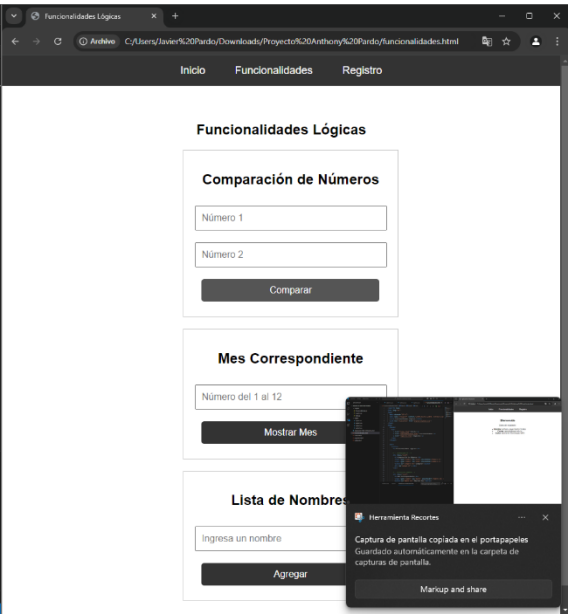 Funcionalidades Lógicas
Archivo C:/Users/Javier%20Pardo/Downloads/Proyecto%20Anthony%20Pardo/funcionalidades.html
Inicio Funcionalidades Registro
Funcionalidades Lógicas
Comparación de Números
Número 1
Número 2
Comparar
Mes Correspondiente
Número del 1 al 12
Mostrar Mes
Lista de Nombres
Ingresa un nombre
Agregar
Herramienta Recortes
Captura de pantalla copiada en el portapapeles
Guardado automáticamente en la carpeta de
capturas de pantalla.
Markup and share